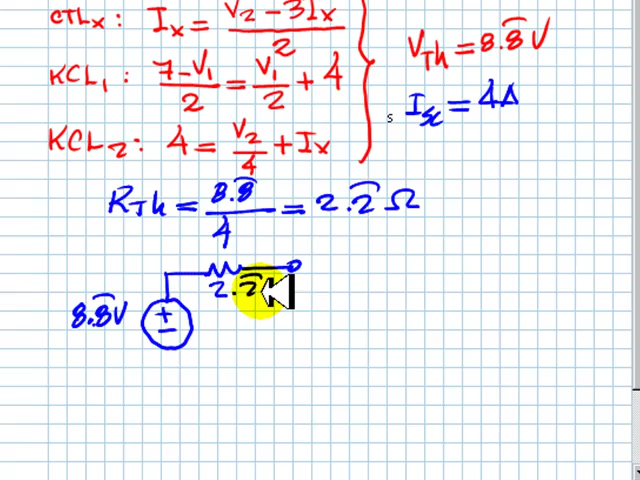 CTLx: Ix = V2 - 3Ix / 2
KCL1: 7-V1 / 2 = V1 / 2 + 4
KCL2: 4 = V2 / 4 + Ix
VTh = 8.8̅ V
s Isc = 4A
RTh = 8.8̅ / 4 = 2.2̅ Ω
2.2̅
8.8̅V
+
−